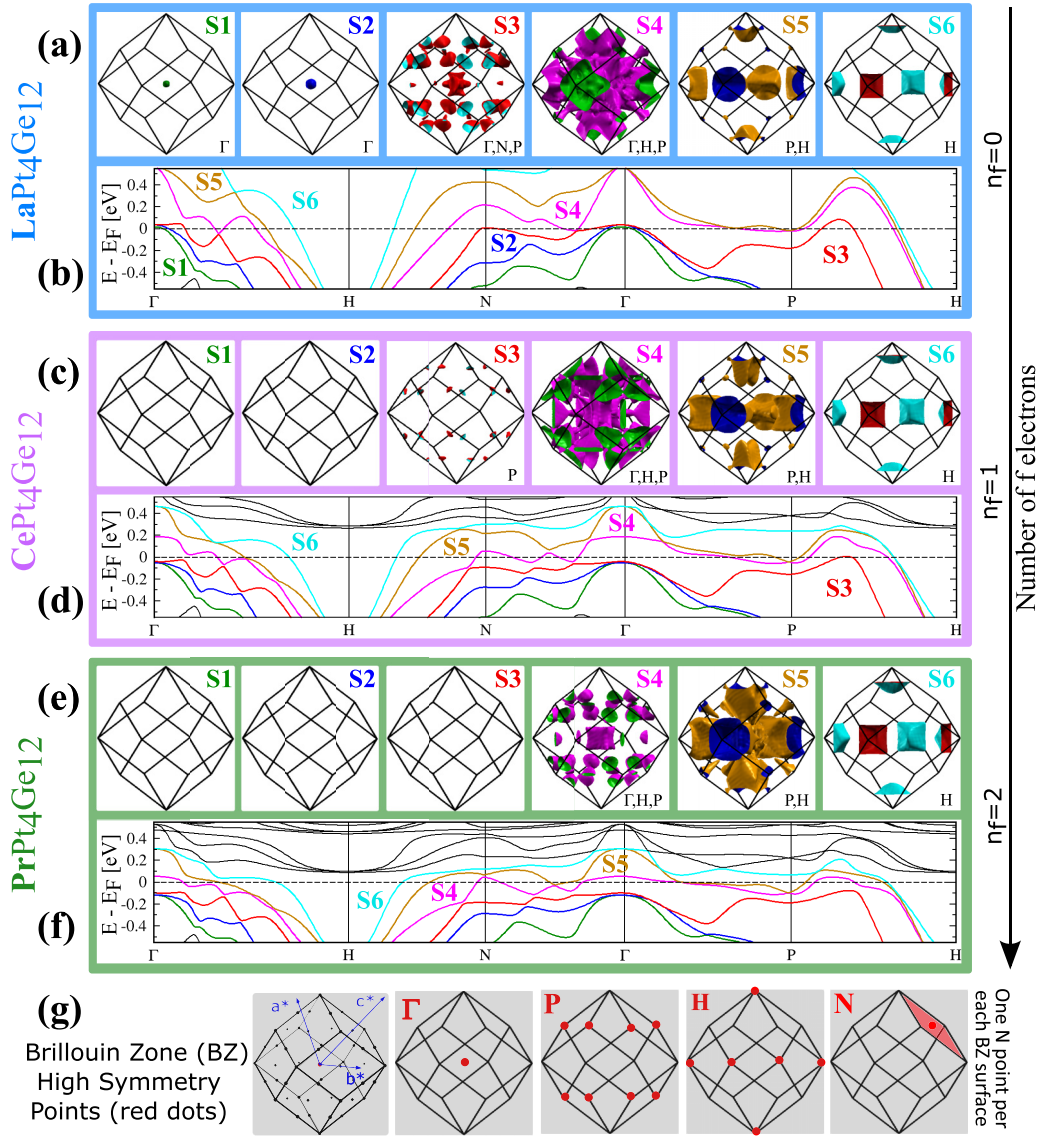 (a)
S1
S2
S3
S4
S5
S6
Γ
Γ
Γ,N,P
Γ,H,P
P,H
H
LaPt4Ge12
nf=0
(b)
E - EF [eV]
0.4
0.2
0
-0.2
-0.4
S1
S5
S6
S2
S4
S3
Γ
H
N
Γ
P
H
(c)
S1
S2
S3
S4
S5
S6
P
Γ,H,P
P,H
H
CePt4Ge12
nf=1
Number of f electrons
(d)
E - EF [eV]
0.4
0.2
0
-0.2
-0.4
S6
S5
S4
S3
Γ
H
N
Γ
P
H
(e)
S1
S2
S3
S4
S5
S6
Γ,H,P
P,H
H
PrPt4Ge12
nf=2
(f)
E - EF [eV]
0.4
0.2
0
-0.2
-0.4
S6
S4
S5
Γ
H
N
Γ
P
H
(g)
Brillouin Zone (BZ)
High Symmetry
Points (red dots)
a*
c*
b*
Γ
P
H
N
One N point per
each BZ surface